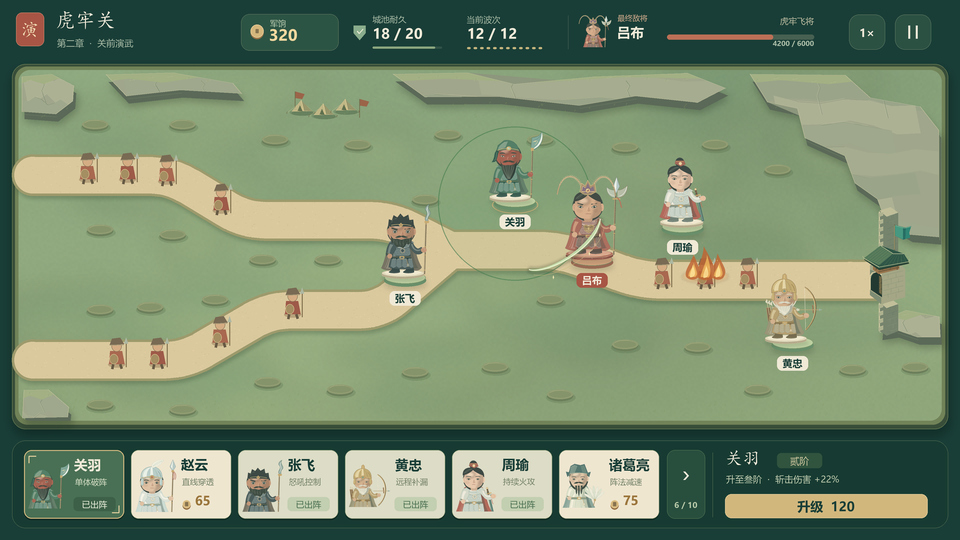 演
虎牢关
第二章 · 关前演武
军饷
320
城池耐久
18 / 20
当前波次
12 / 12
最终敌将
吕布
虎牢飞将
4200 / 6000
1×
关羽
吕布
周瑜
张飞
黄忠
关羽
单体破阵
已出阵
赵云
直线穿透
65
张飞
怒吼控制
已出阵
黄忠
远程补漏
已出阵
周瑜
持续火攻
已出阵
诸葛亮
阵法减速
75
6 / 10
关羽
贰阶
升至叁阶 · 斩击伤害 +22%
升级 120